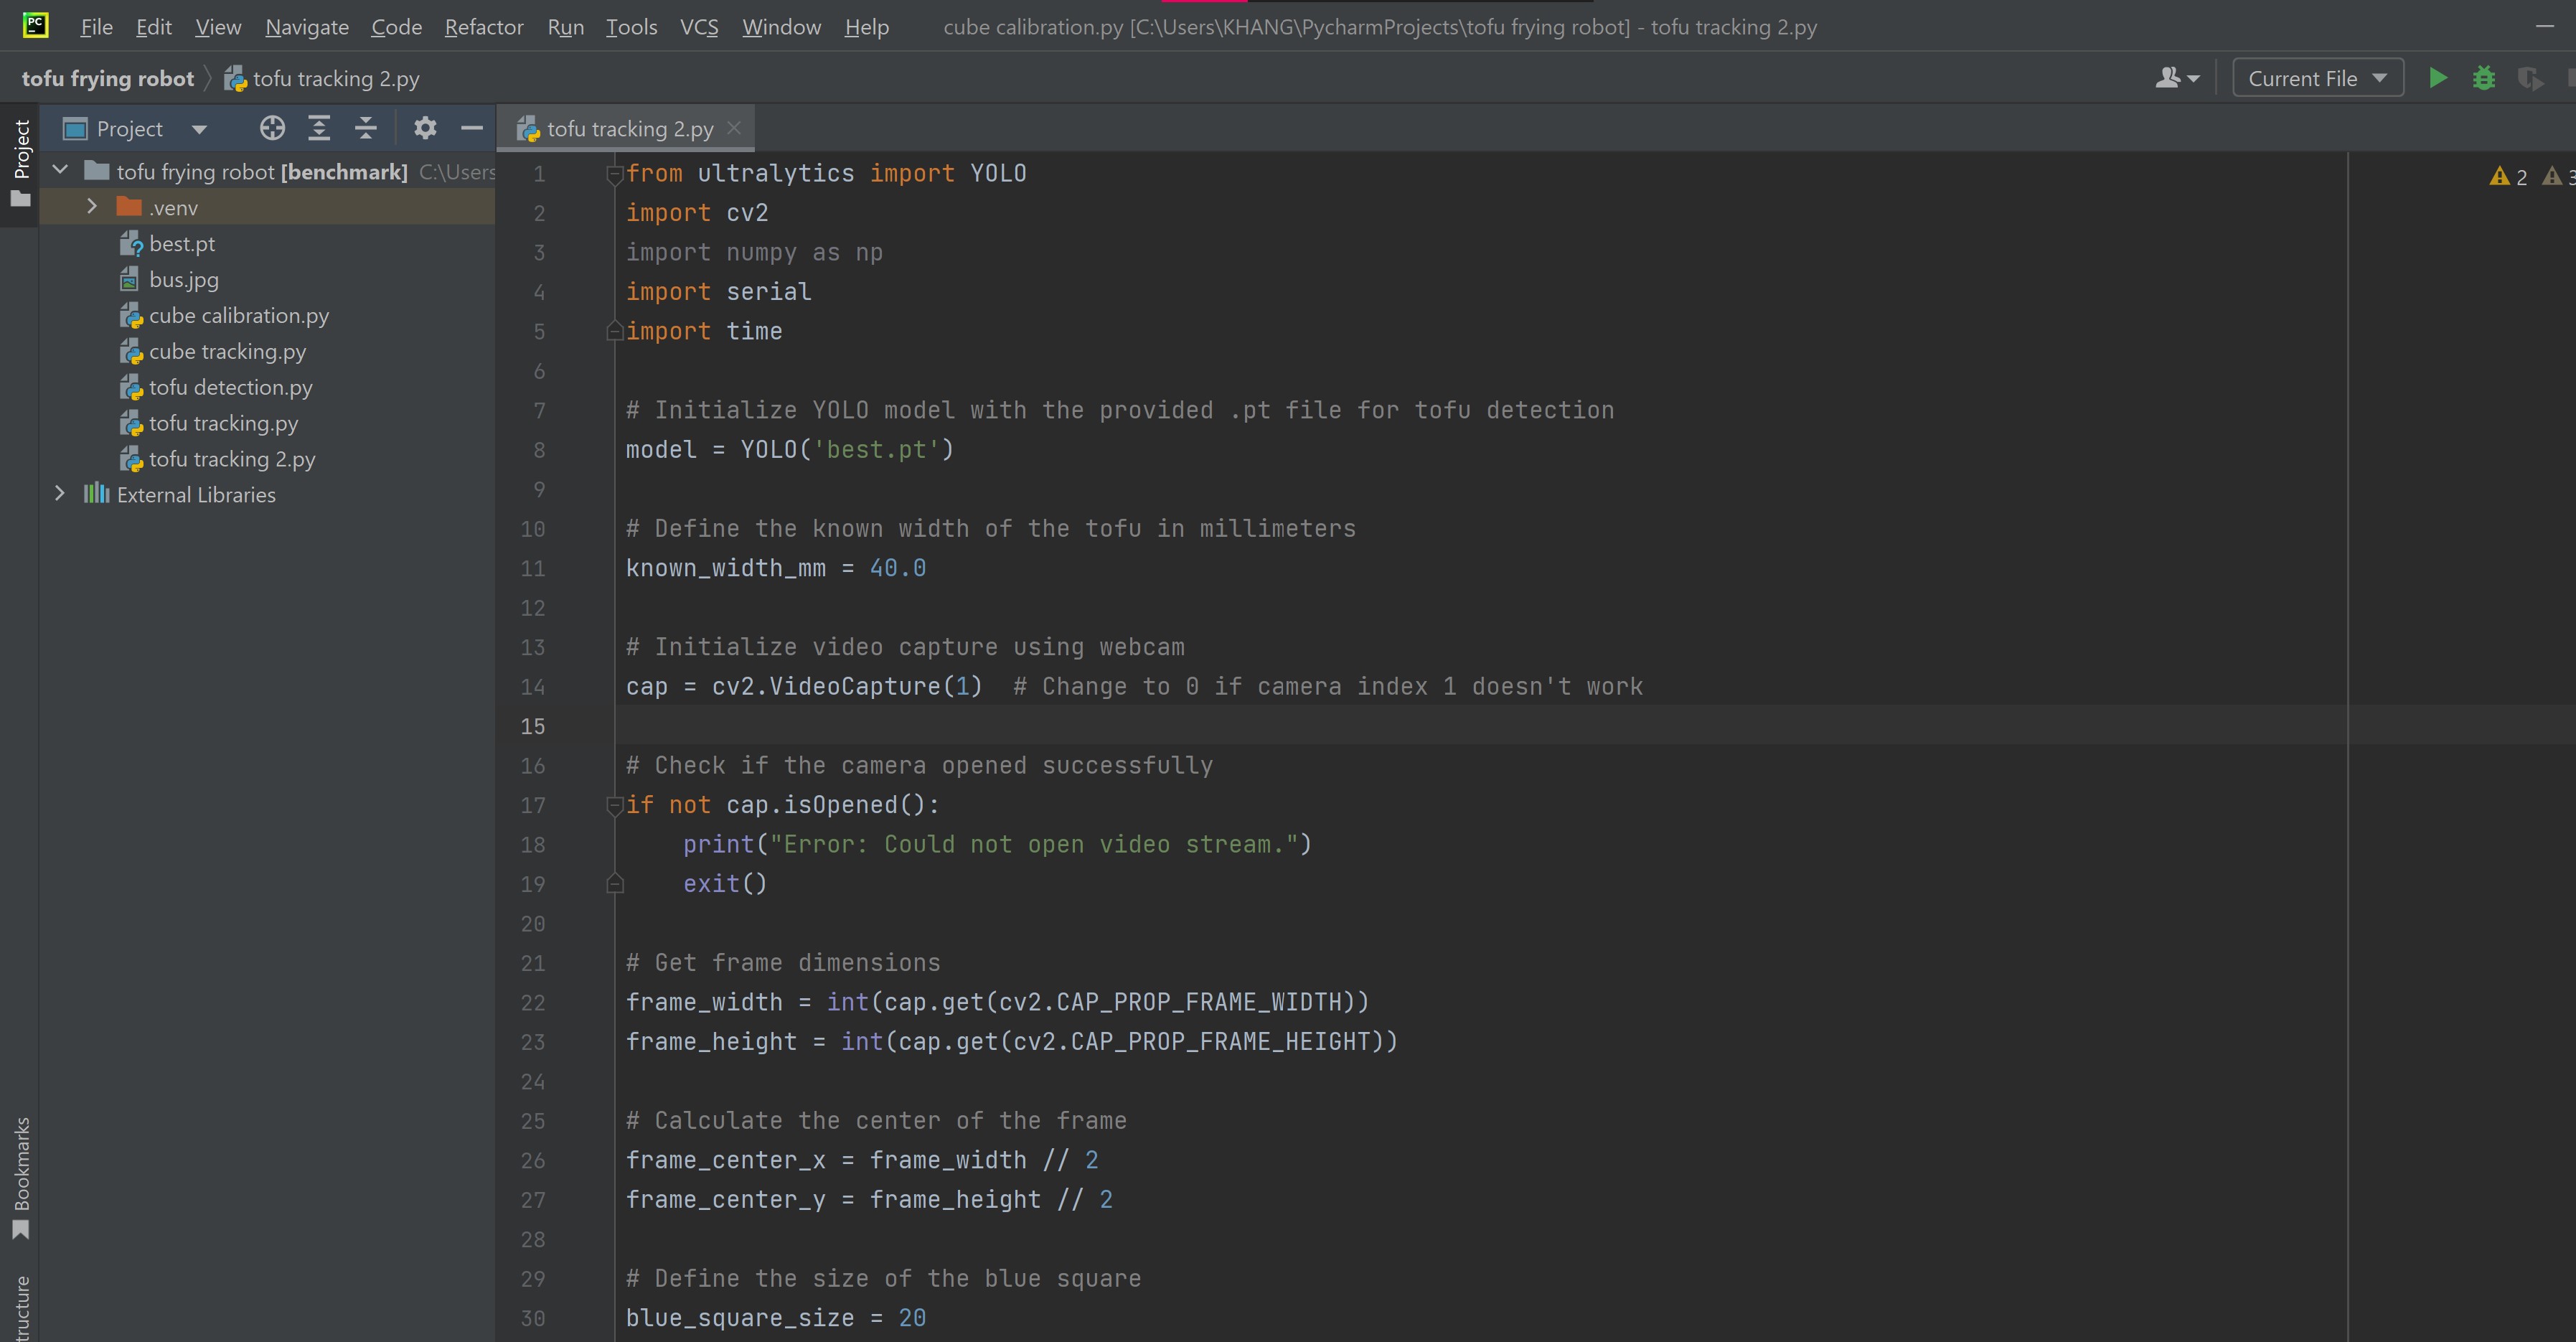 PC
File Edit View Navigate Code Refactor Run Tools VCS Window Help cube calibration.py [C:\Users\KHANG\PycharmProjects\tofu frying robot] - tofu tracking 2.py
tofu frying robot tofu tracking 2.py Current File
Project
Project
tofu tracking 2.py
tofu frying robot [benchmark] C:\Users
.venv
best.pt
bus.jpg
cube calibration.py
cube tracking.py
tofu detection.py
tofu tracking.py
tofu tracking 2.py
External Libraries
Bookmarks
tructure
2 3
1 from ultralytics import YOLO
2 import cv2
3 import numpy as np
4 import serial
5 import time
6
7 # Initialize YOLO model with the provided .pt file for tofu detection
8 model = YOLO('best.pt')
9
10 # Define the known width of the tofu in millimeters
11 known_width_mm = 40.0
12
13 # Initialize video capture using webcam
14 cap = cv2.VideoCapture(1)  # Change to 0 if camera index 1 doesn't work
15
16 # Check if the camera opened successfully
17 if not cap.isOpened():
18     print("Error: Could not open video stream.")
19     exit()
20
21 # Get frame dimensions
22 frame_width = int(cap.get(cv2.CAP_PROP_FRAME_WIDTH))
23 frame_height = int(cap.get(cv2.CAP_PROP_FRAME_HEIGHT))
24
25 # Calculate the center of the frame
26 frame_center_x = frame_width // 2
27 frame_center_y = frame_height // 2
28
29 # Define the size of the blue square
30 blue_square_size = 20